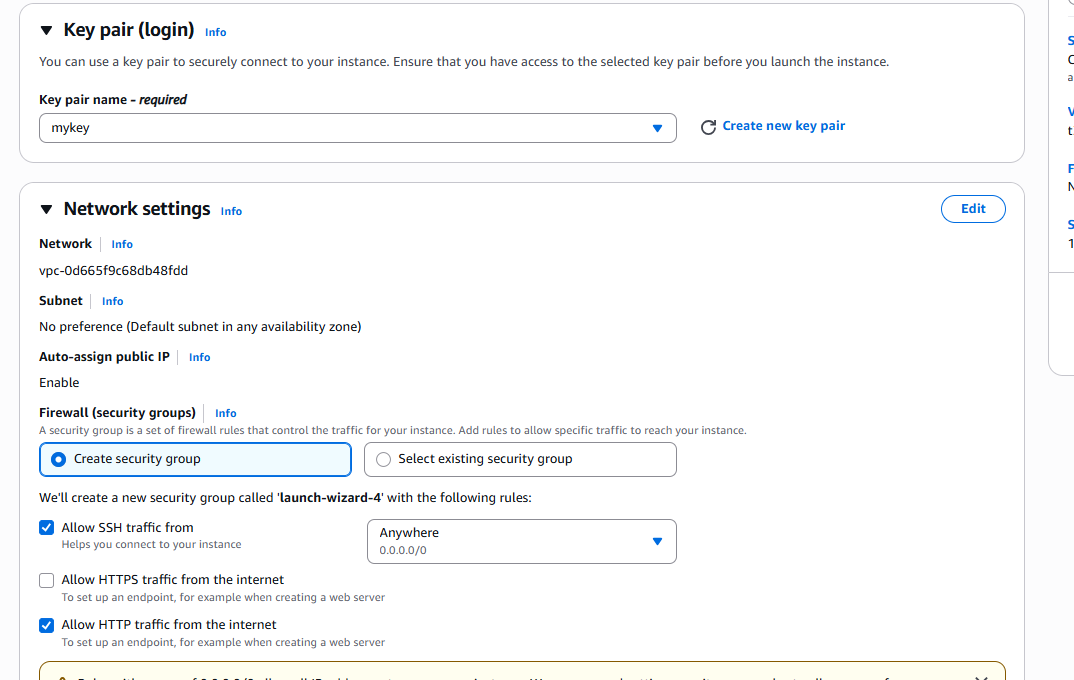 Key pair (login) Info
You can use a key pair to securely connect to your instance. Ensure that you have access to the selected key pair before you launch the instance.
Key pair name - required
mykey
Create new key pair
Network settings Info
Edit
Network Info
vpc-0d665f9c68db48fdd
Subnet Info
No preference (Default subnet in any availability zone)
Auto-assign public IP Info
Enable
Firewall (security groups) Info
A security group is a set of firewall rules that control the traffic for your instance. Add rules to allow specific traffic to reach your instance.
Create security group
Select existing security group
We'll create a new security group called 'launch-wizard-4' with the following rules:
Allow SSH traffic from
Helps you connect to your instance
Anywhere
0.0.0.0/0
Allow HTTPS traffic from the internet
To set up an endpoint, for example when creating a web server
Allow HTTP traffic from the internet
To set up an endpoint, for example when creating a web server